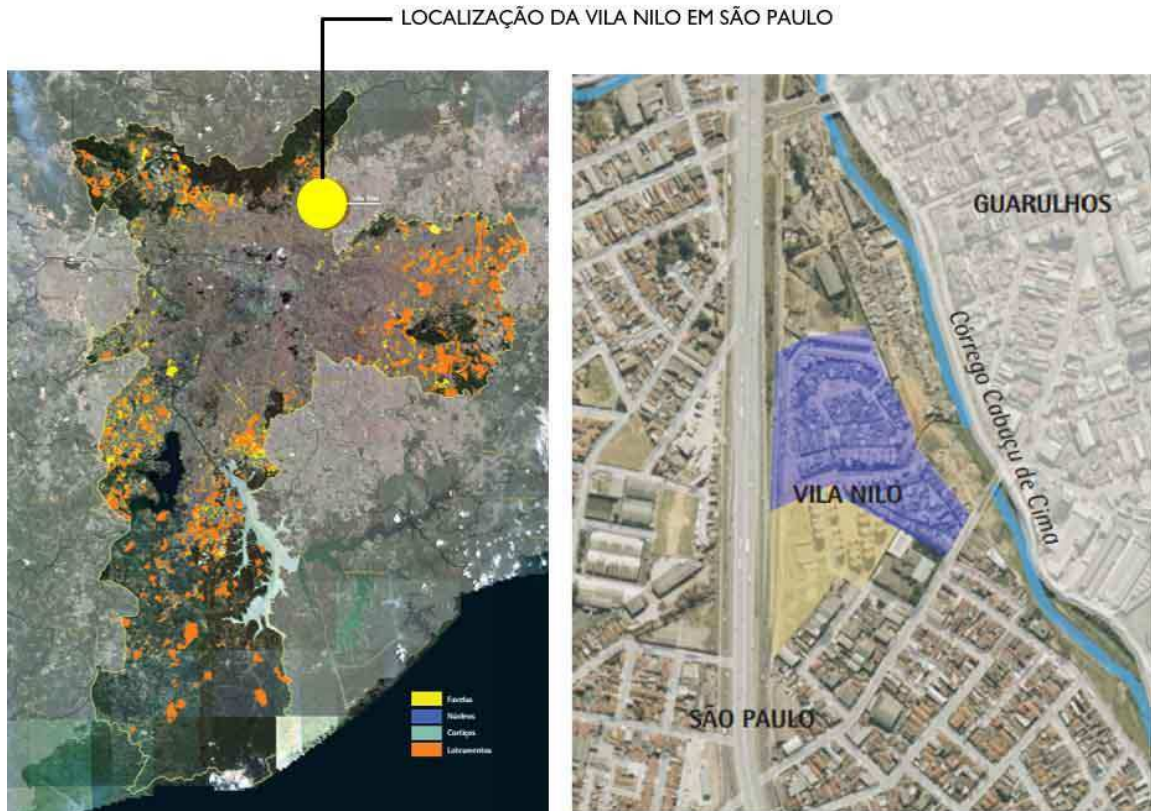 LOCALIZAÇÃO DA VILA NILO EM SÃO PAULO
Favelas
Núcleos
Cortiços
Loteamentos
GUARULHOS
Córrego Cabuçu de Cima
VILA NILO
SÃO PAULO